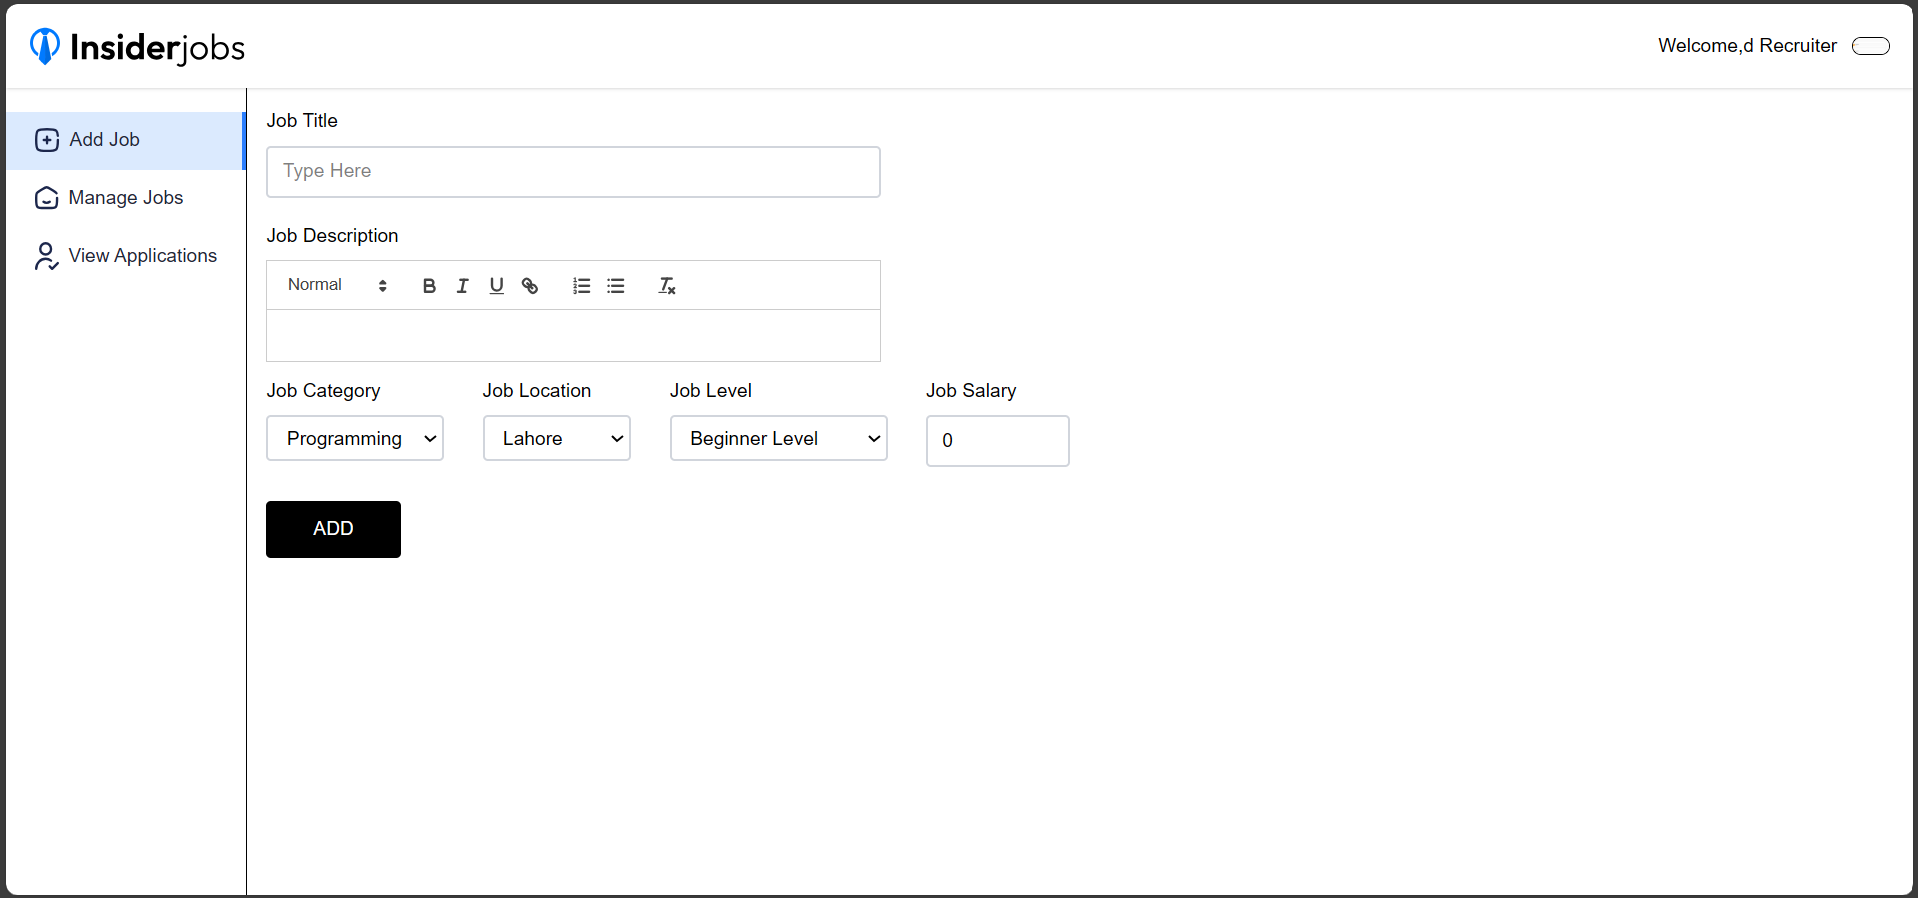 Insiderjobs
Welcome,d Recruiter
Add Job
Manage Jobs
View Applications
Job Title
Type Here
Job Description
Normal
Job Category Job Location Job Level Job Salary
Programming Lahore Beginner Level 0
ADD